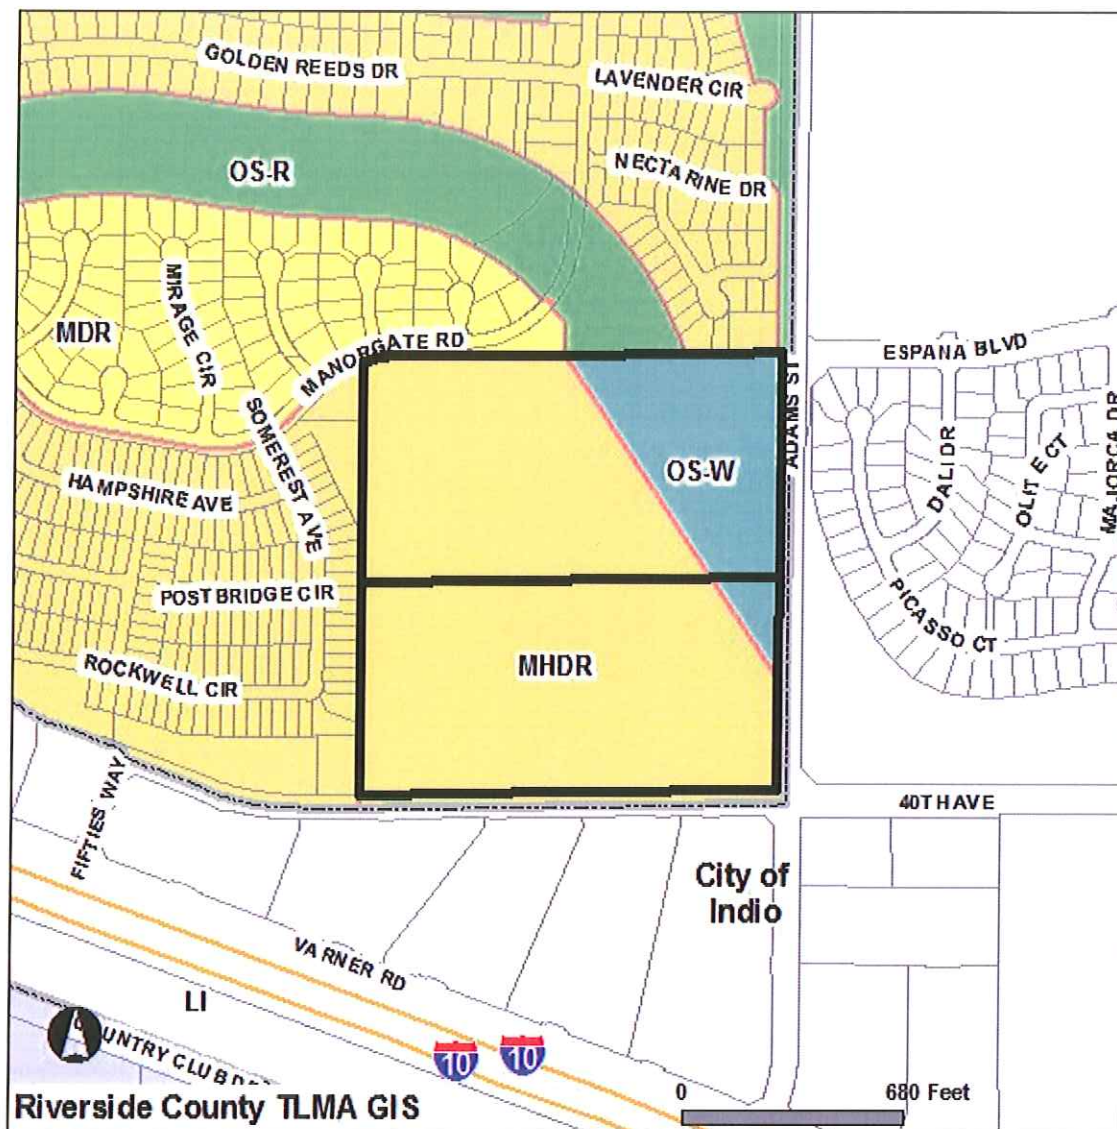 GOLDEN REEDS DR
LAVENDER CIR
OS-R
NECTARINE DR
MDR
MIRAGE CIR
MANORGATE RD
ESPANA BLVD
ADAMS ST
SOMEREST AVE
HAMPSHIRE AVE
OS-W
DALI DR
OLITE CT
MAJORCA DR
POSTBRIDGE CIR
PICASSO CT
ROCKWELL CIR
MHDR
FIFTIES WAY
40TH AVE
City of
Indio
VARNER RD
LI
10
10
0
680 Feet
Riverside County TLMA GIS